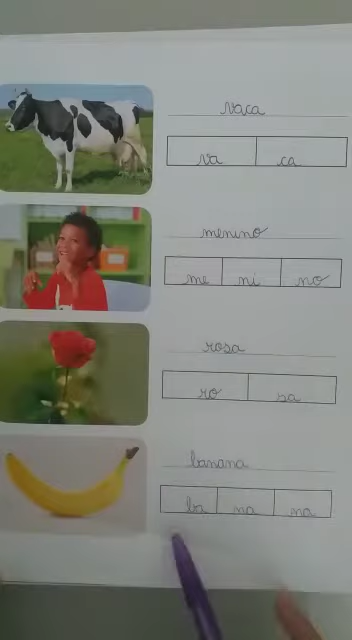 vaca
va ca
menino
me ni no
rosa
ro sa
banana
ba na na